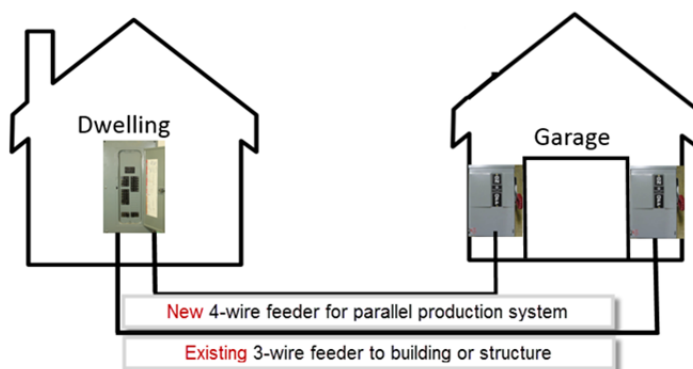 Dwelling
Garage
New 4-wire feeder for parallel production system
Existing 3-wire feeder to building or structure